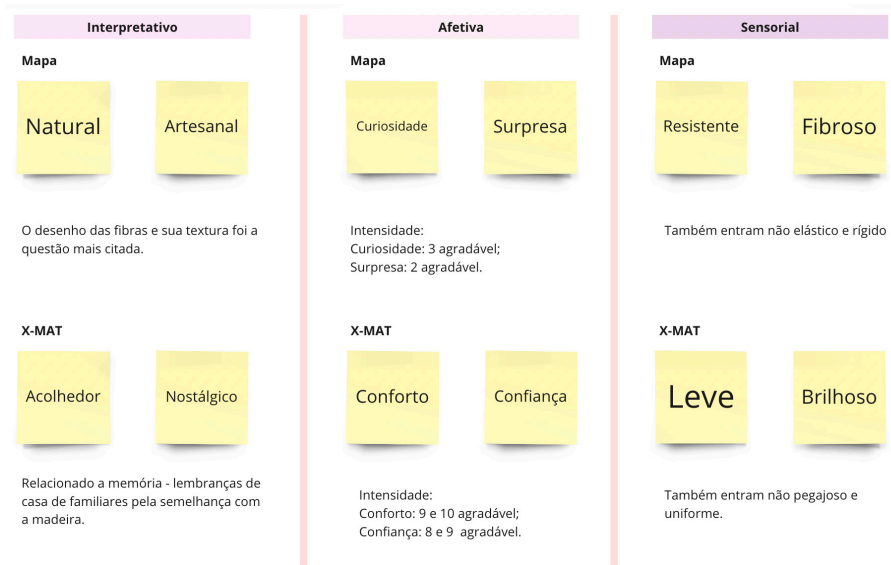 Interpretativo
Mapa
Natural
Artesanal
O desenho das fibras e sua textura foi a
questão mais citada.
X-MAT
Acolhedor
Nostálgico
Relacionado a memória - lembranças de
casa de familiares pela semelhança com
a madeira.
Afetiva
Mapa
Curiosidade
Surpresa
Intensidade:
Curiosidade: 3 agradável;
Surpresa: 2 agradável.
X-MAT
Conforto
Confiança
Intensidade:
Conforto: 9 e 10 agradável;
Confiança: 8 e 9 agradável.
Sensorial
Mapa
Resistente
Fibroso
Também entram não elástico e rígido
X-MAT
Leve
Brilhoso
Também entram não pegajoso e
uniforme.